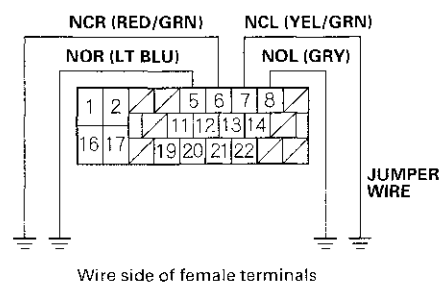 NCR (RED/GRN) NCL (YEL/GRN)
NOR (LT BLU) NOL (GRY)
1 2 5 6 7 8
11 12 13 14
16 17 19 20 21 22
JUMPER
WIRE
Wire side of female terminals